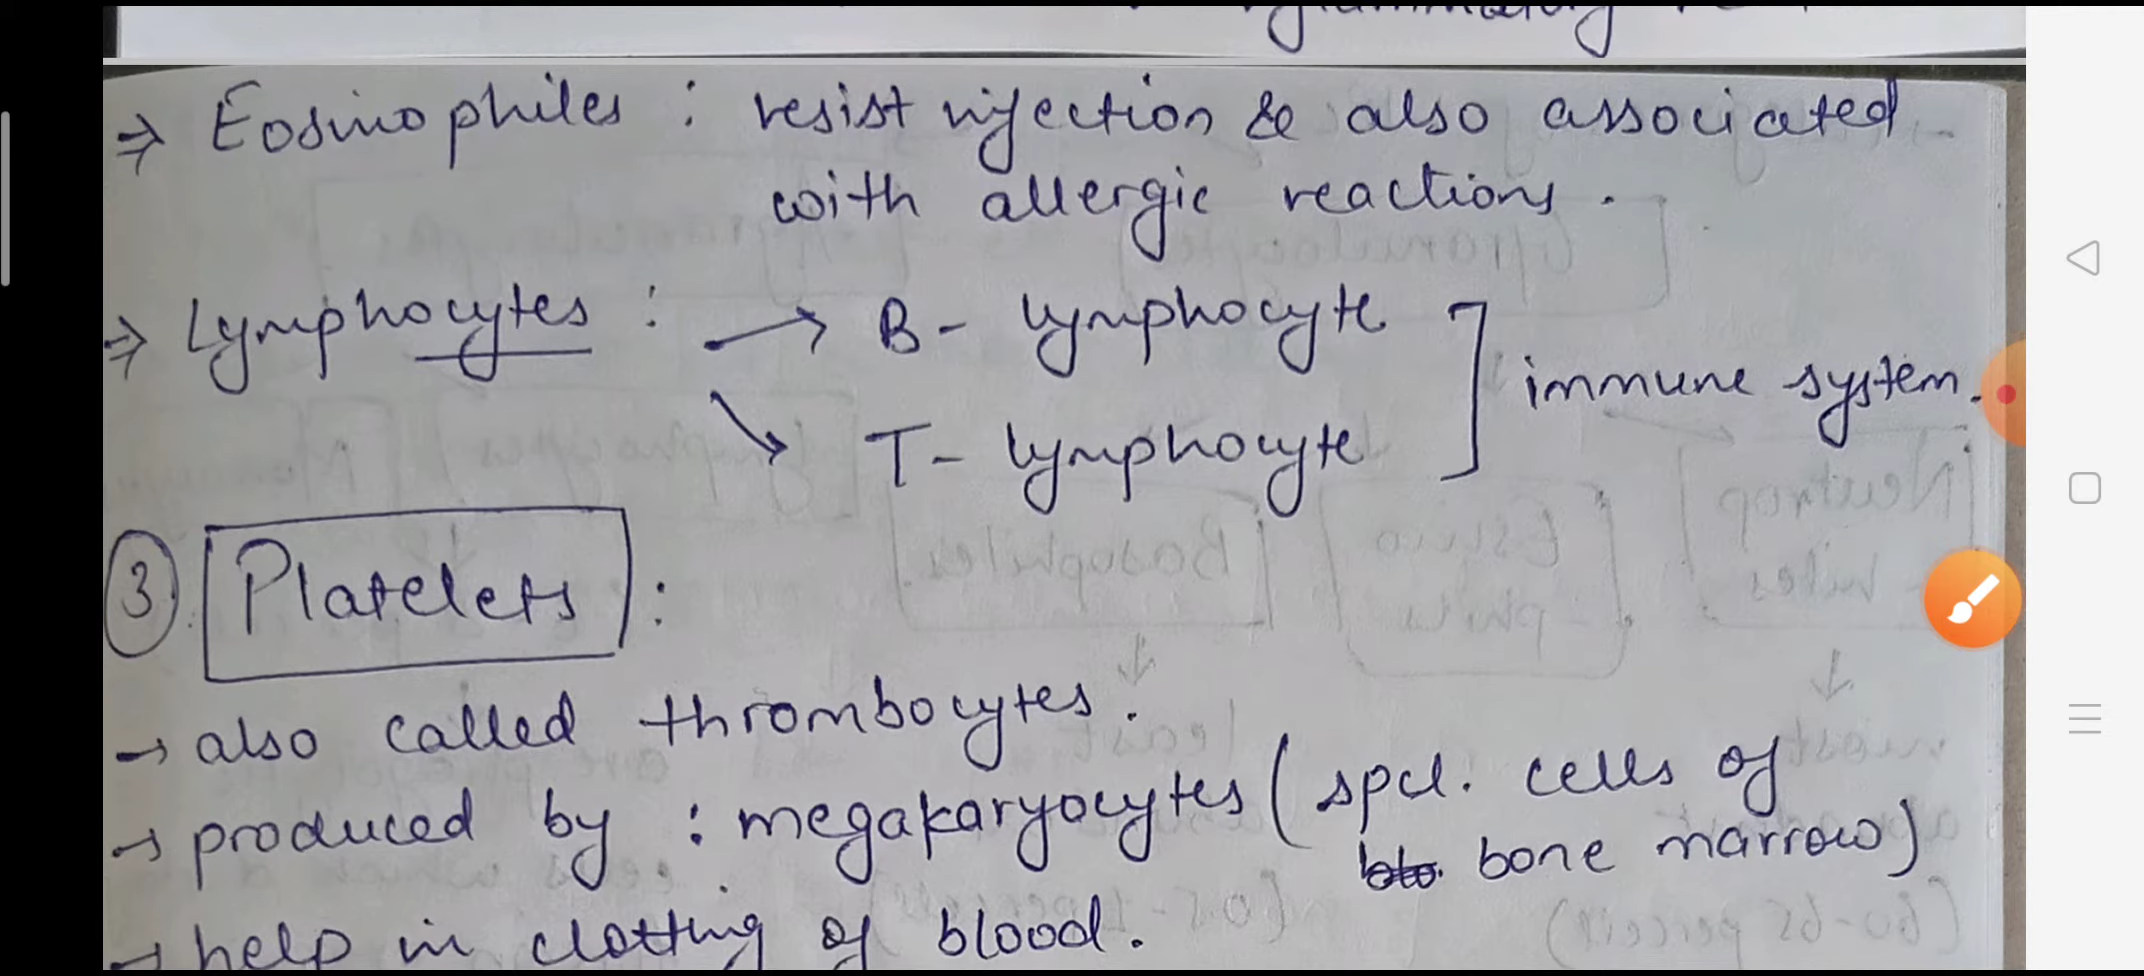 ⇒ Eosinophiles : resist infection & also associated
with allergic reactions.
⇒ Lymphocytes : → B- lymphocyte
→ T- lymphocyte ] immune system.
③ Platelets :
→ also called thrombocytes.
→ produced by : megakaryocytes (spcl. cells of
bone marrow)
→ help in clotting of blood.